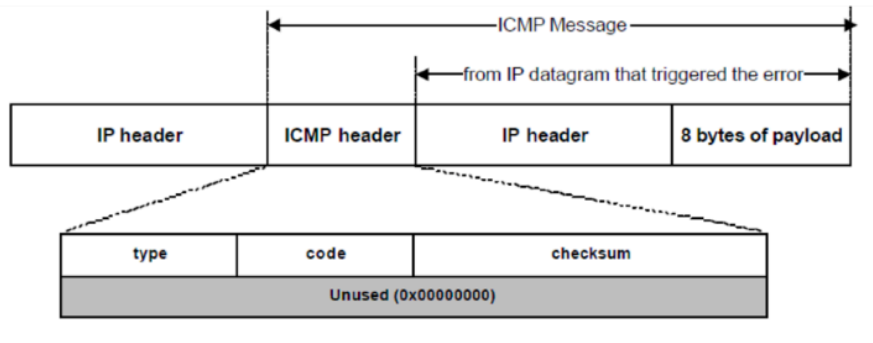 ICMP Message
from IP datagram that triggered the error
IP header ICMP header IP header 8 bytes of payload
type code checksum
Unused (0x00000000)